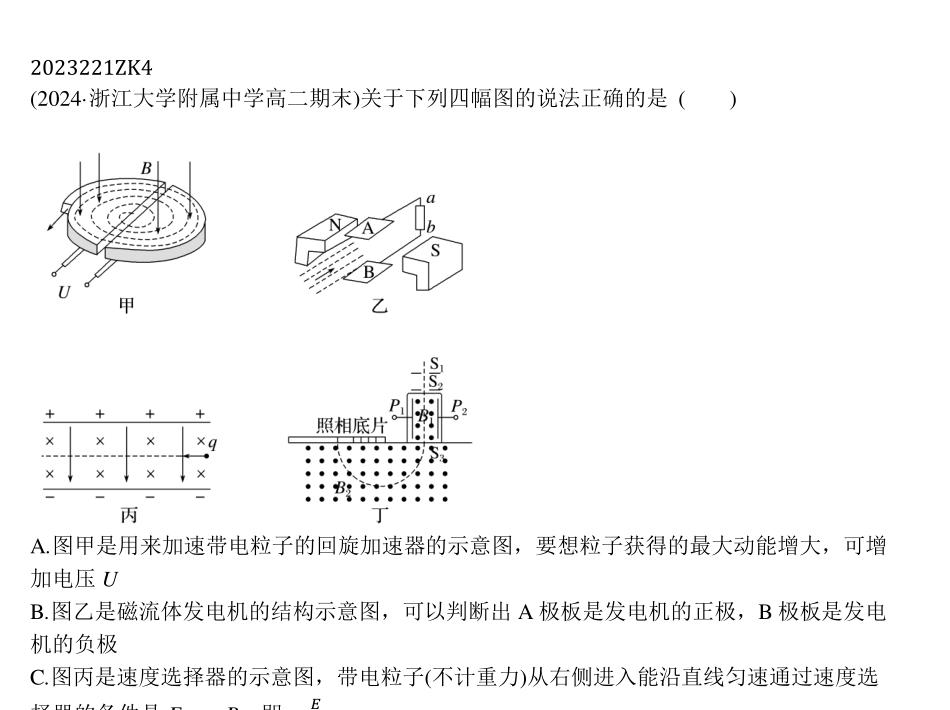 2023221ZK4
(2024·浙江大学附属中学高二期末)关于下列四幅图的说法正确的是 (　　)
B
U
甲
N
A
a
b
B
S
乙
+ + + +
× × × ×
q
× × × ×
− − − −
丙
S₁
S₂
P₁
B₁
P₂
照相底片
S₃
B₂
丁
A.图甲是用来加速带电粒子的回旋加速器的示意图，要想粒子获得的最大动能增大，可增
加电压 U
B.图乙是磁流体发电机的结构示意图，可以判断出 A 极板是发电机的正极，B 极板是发电
机的负极
C.图丙是速度选择器的示意图，带电粒子(不计重力)从右侧进入能沿直线匀速通过速度选
E